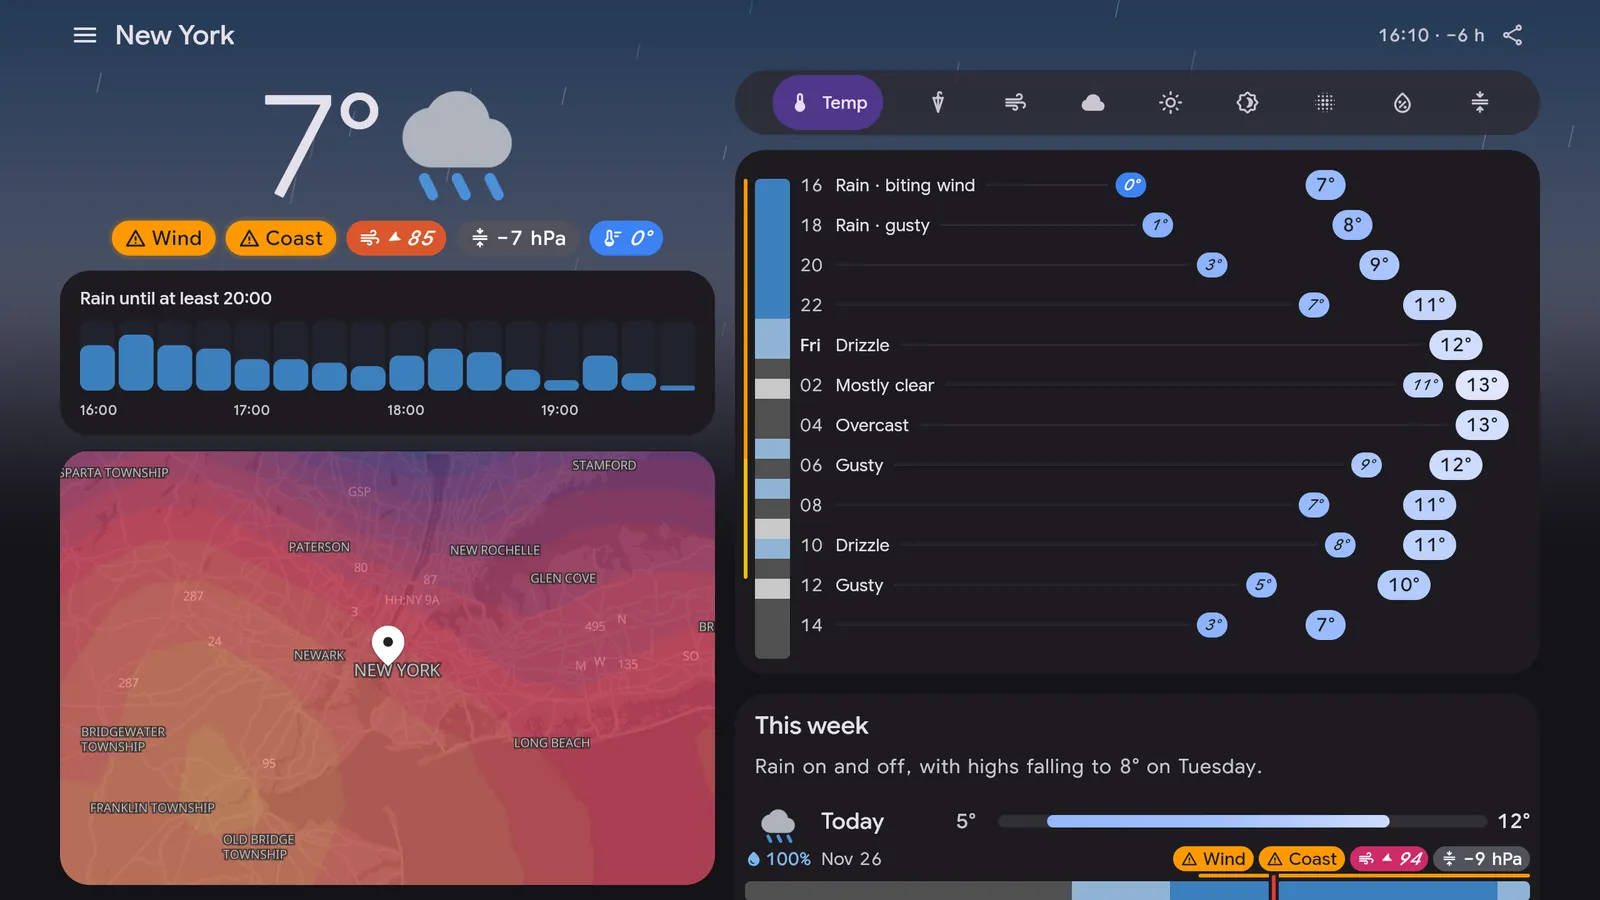 New York
16:10 · −6 h
7°
Wind
Coast
85
−7 hPa
0°
Rain until at least 20:00
16:00 17:00 18:00 19:00
SPARTA TOWNSHIP
STAMFORD
GSP
PATERSON
NEW ROCHELLE
80
87
GLEN COVE
287
HH;NY 9A
3
495
N
BR
24
NEWARK
NEW YORK
M
W
135
SO
287
BRIDGEWATER
TOWNSHIP
LONG BEACH
95
FRANKLIN TOWNSHIP
OLD BRIDGE
TOWNSHIP
Temp
16 Rain · biting wind 0° 7°
18 Rain · gusty 1° 8°
20 3° 9°
22 7° 11°
Fri Drizzle 12°
02 Mostly clear 11° 13°
04 Overcast 13°
06 Gusty 9° 12°
08 7° 11°
10 Drizzle 8° 11°
12 Gusty 5° 10°
14 3° 7°
This week
Rain on and off, with highs falling to 8° on Tuesday.
Today 5° 12°
100% Nov 26 Wind Coast 94 −9 hPa